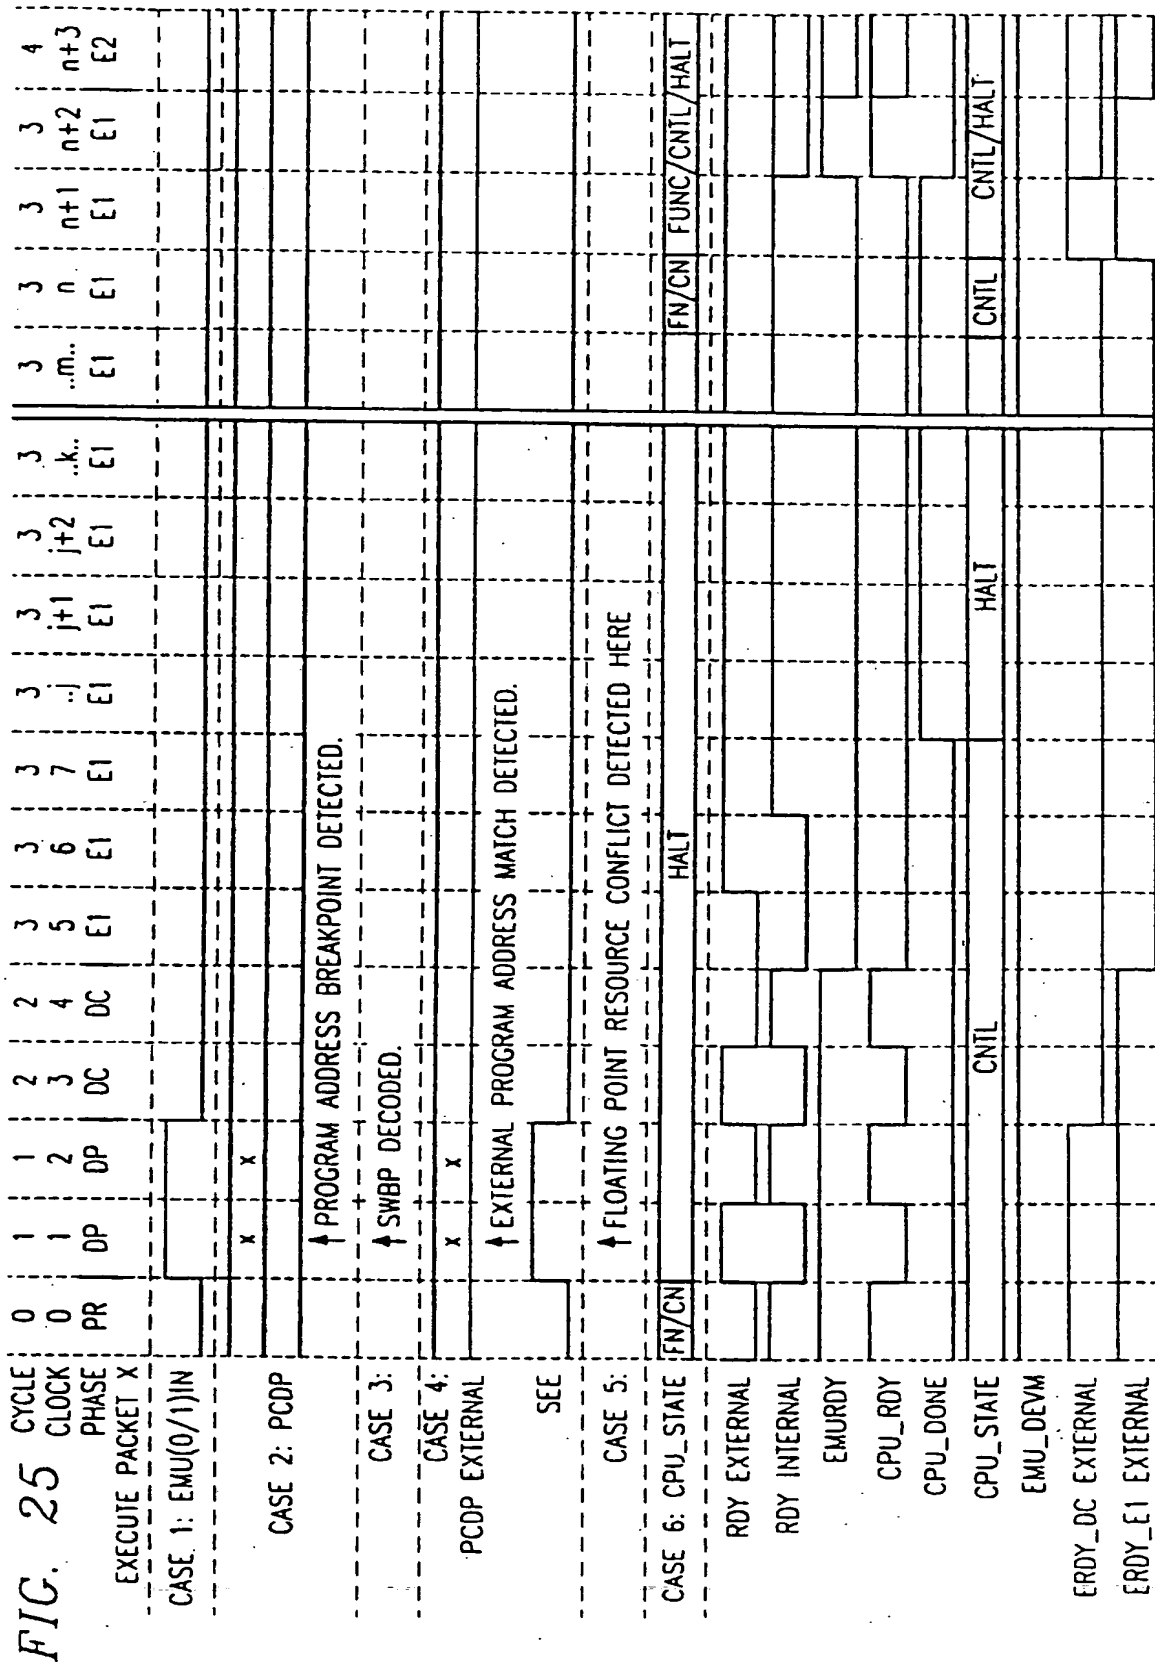 FIG. 25
CYCLE 0 1 1 2 2 3 3 3 3 3 3 3 3 3 3 3 4
CLOCK 0 1 2 3 4 5 6 7 ..j j+1 j+2 ..k.. ..m.. n n+1 n+2 n+3
PHASE PR DP DP DC DC E1 E1 E1 E1 E1 E1 E1 E1 E1 E1 E1 E2
EXECUTE PACKET X
CASE 1: EMU(0/1)IN
CASE 2: PCDP x x
PROGRAM ADDRESS BREAKPOINT DETECTED.
CASE 3: SWBP DECODED.
CASE 4:
PCDP EXTERNAL x x
EXTERNAL PROGRAM ADDRESS MATCH DETECTED.
SEE
CASE 5: FLOATING POINT RESOURCE CONFLICT DETECTED HERE
CASE 6: CPU_STATE FN/CN HALT FN/CN FUNC/CNTL/HALT
RDY EXTERNAL
RDY INTERNAL
EMURDY
CPU_RDY
CPU_DONE
CPU_STATE CNTL HALT CNTL CNTL/HALT
EMU_DEVM
ERDY_DC EXTERNAL
ERDY_E1 EXTERNAL